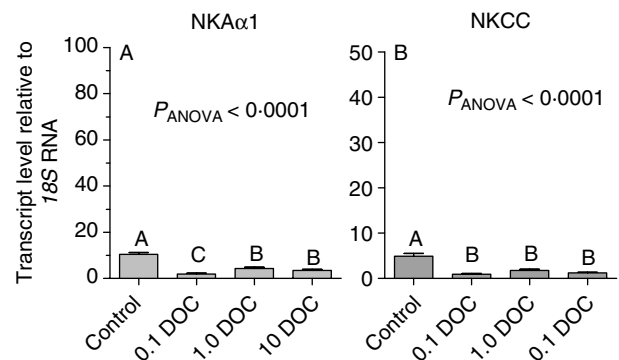 NKAα1
NKCC
A
B
100
80
60
40
20
0
50
40
30
20
10
0
Transcript level relative to
18S RNA
P ANOVA < 0·0001
P ANOVA < 0·0001
A
C
B
B
A
B
B
B
Control
0.1 DOC
1.0 DOC
10 DOC
Control
0.1 DOC
1.0 DOC
0.1 DOC